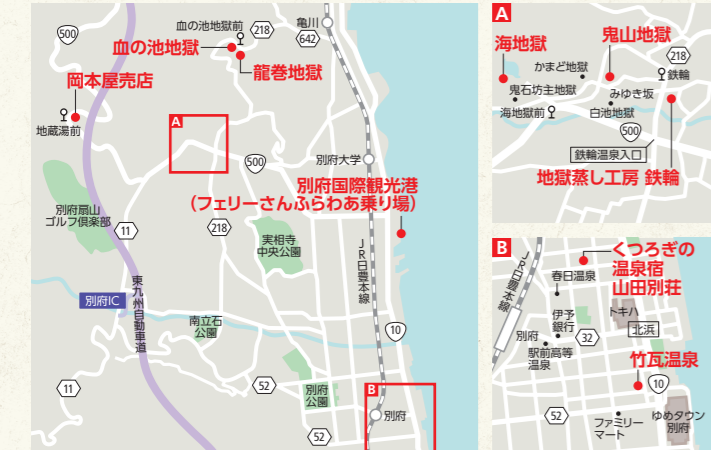 500
血の池地獄前
218
亀川
642
血の池地獄
龍巻地獄
岡本屋売店
地蔵湯前
A
500
別府大学
別府国際観光港
(フェリーさんふらわあ乗り場)
別府扇山
ゴルフ倶楽部
11
218
実相寺
中央公園
JR日豊本線
別府IC
東九州自動車道
南立石
公園
10
11
52
別府
公園
B
別府
52
A
海地獄
鬼山地獄
かまど地獄
218
鉄輪
鬼石坊主地獄
みゆき坂
海地獄前
白池地獄
500
鉄輪温泉入口
地獄蒸し工房 鉄輪
B
JR日豊本線
くつろぎの
温泉宿
山田別荘
春日温泉
トキハ
伊予
銀行
北浜
別府
32
駅前高等
温泉
竹瓦温泉
10
52
ファミリー
マート
ゆめタウン
別府